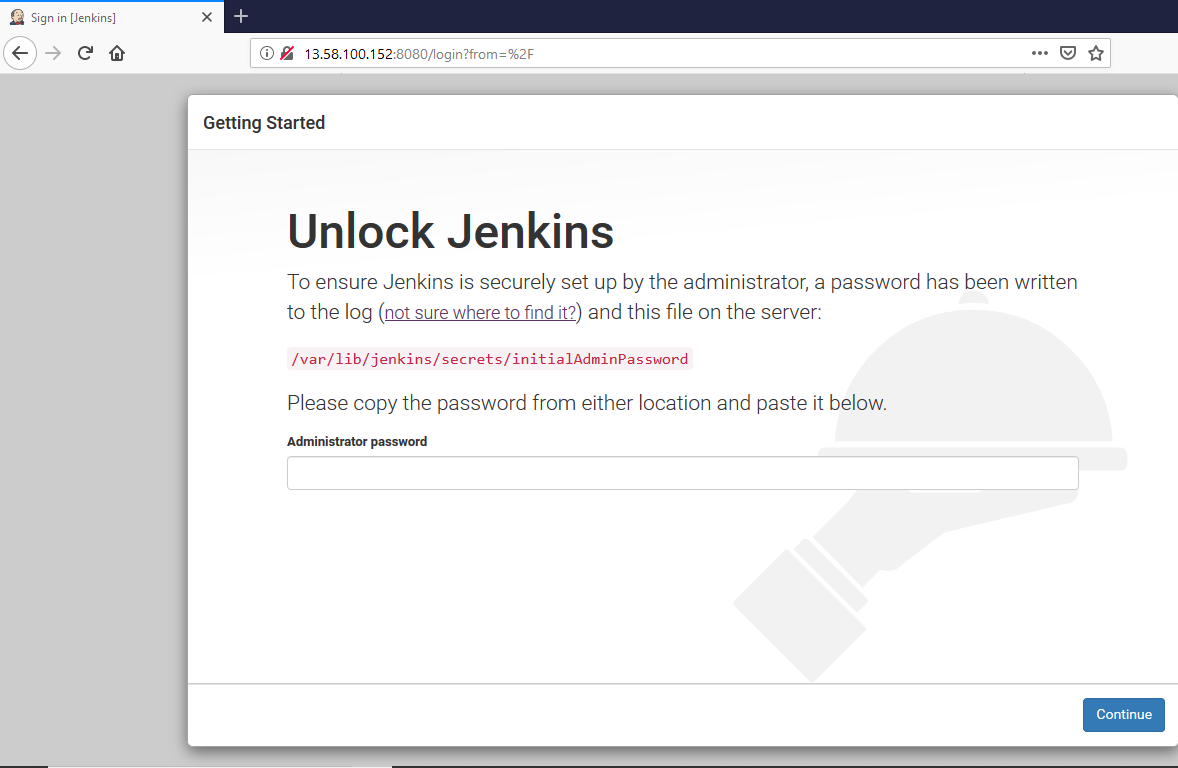 Sign in [Jenkins]
13.58.100.152:8080/login?from=%2F
Getting Started
Unlock Jenkins
To ensure Jenkins is securely set up by the administrator, a password has been written
to the log (not sure where to find it?) and this file on the server:
/var/lib/jenkins/secrets/initialAdminPassword
Please copy the password from either location and paste it below.
Administrator password
Continue